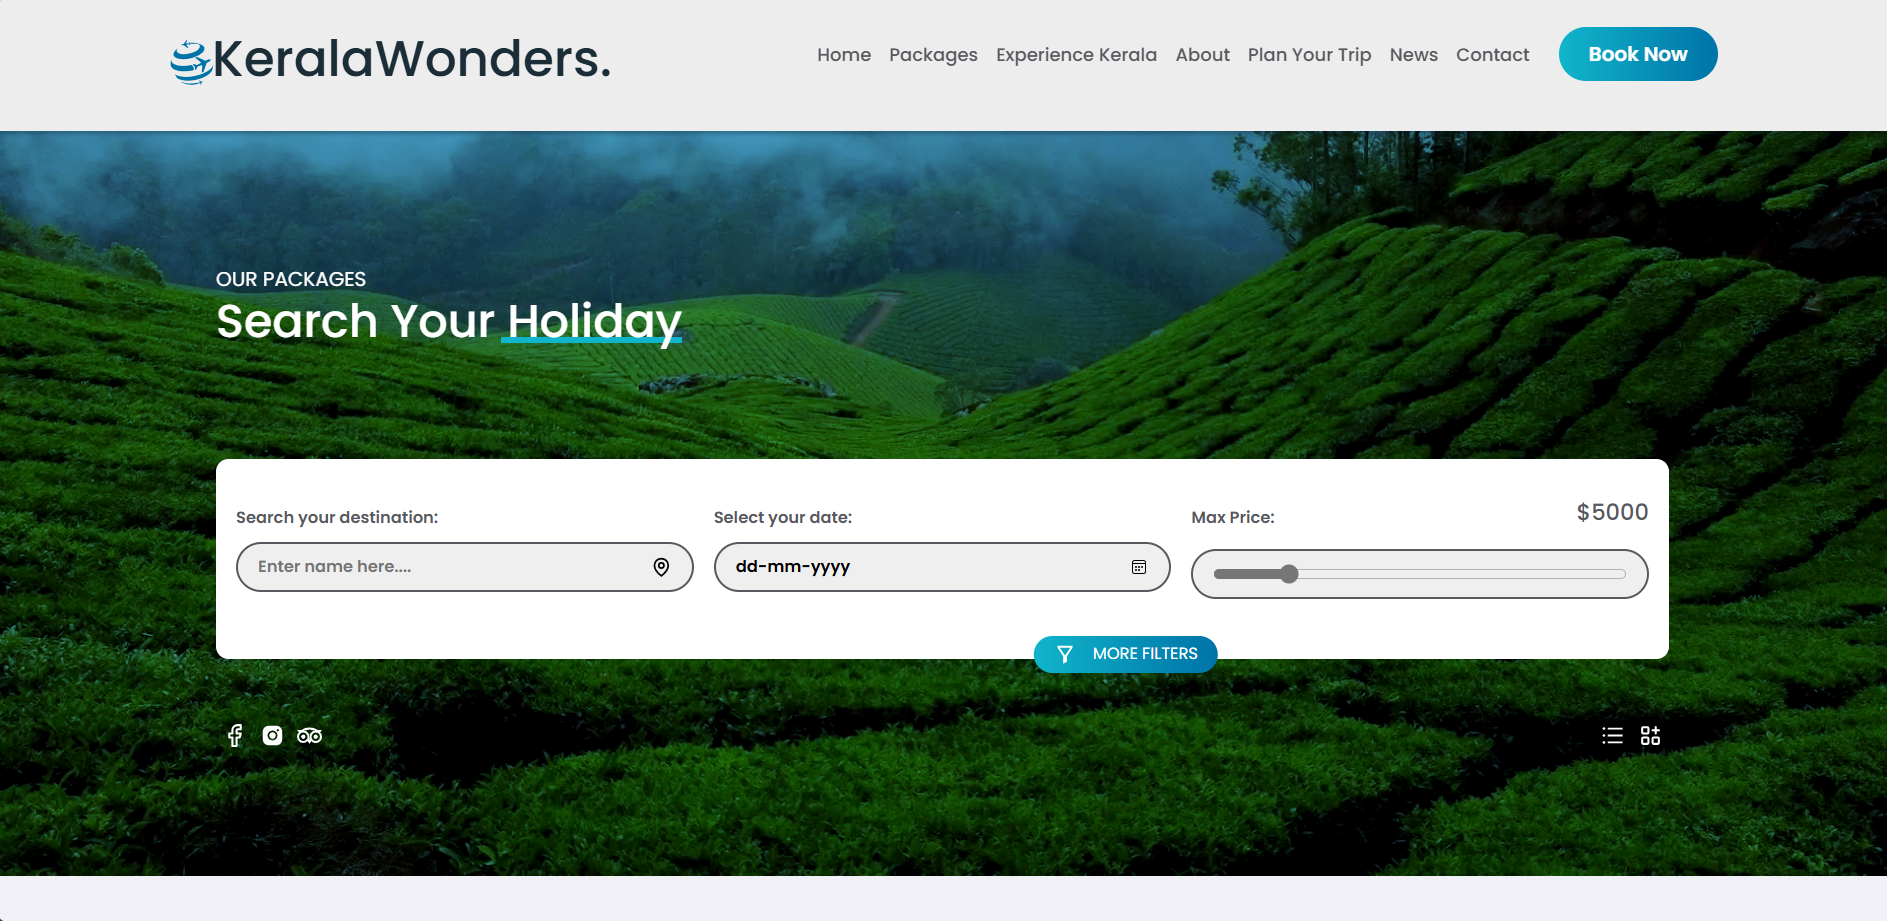 KeralaWonders.
Home Packages Experience Kerala About Plan Your Trip News Contact Book Now
OUR PACKAGES
Search Your Holiday
Search your destination: Select your date: Max Price: $5000
Enter name here.... dd-mm-yyyy
MORE FILTERS